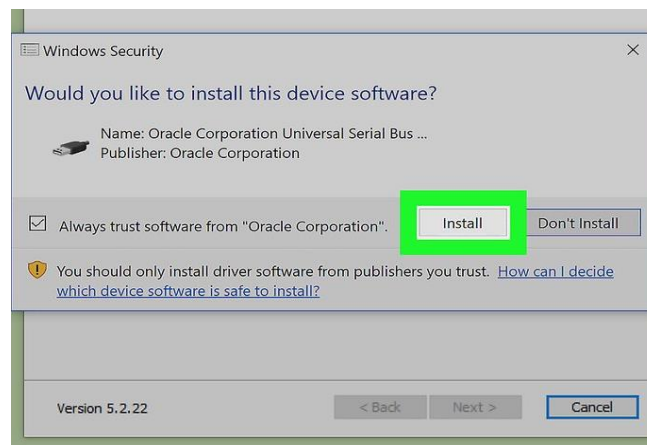 Windows Security
Would you like to install this device software?
Name: Oracle Corporation Universal Serial Bus ...
Publisher: Oracle Corporation
Always trust software from "Oracle Corporation".
Install
Don't Install
You should only install driver software from publishers you trust. How can I decide
which device software is safe to install?
Version 5.2.22
< Back
Next >
Cancel